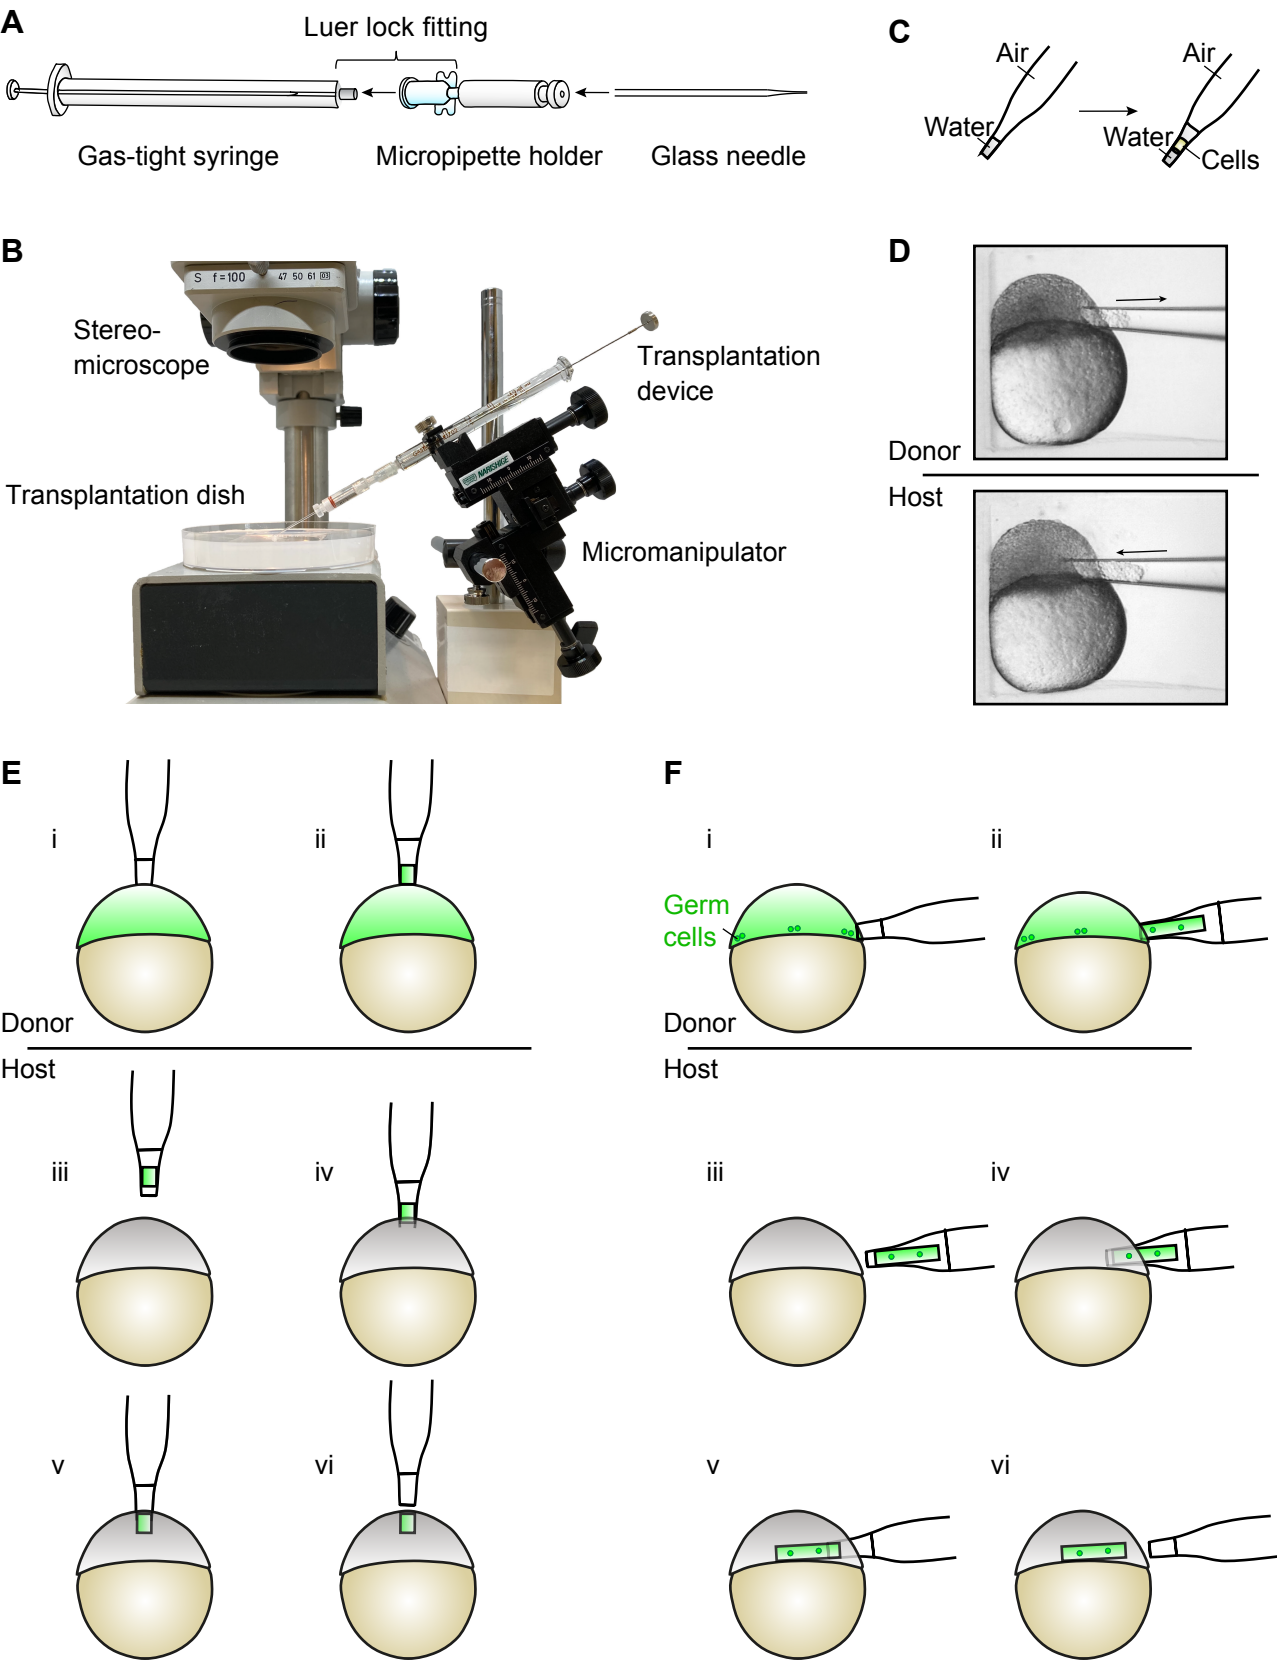 A
Luer lock fitting
Gas-tight syringe
Micropipette holder
Glass needle
C
Air
Water
Air
Water
Cells
B
S f=100 47 50 61 03
Stereo-
microscope
Transplantation
device
NARISHIGE
Transplantation dish
Micromanipulator
D
Donor
Host
E
i
ii
Donor
Host
iii
iv
v
vi
F
i
ii
Germ
cells
Donor
Host
iii
iv
v
vi